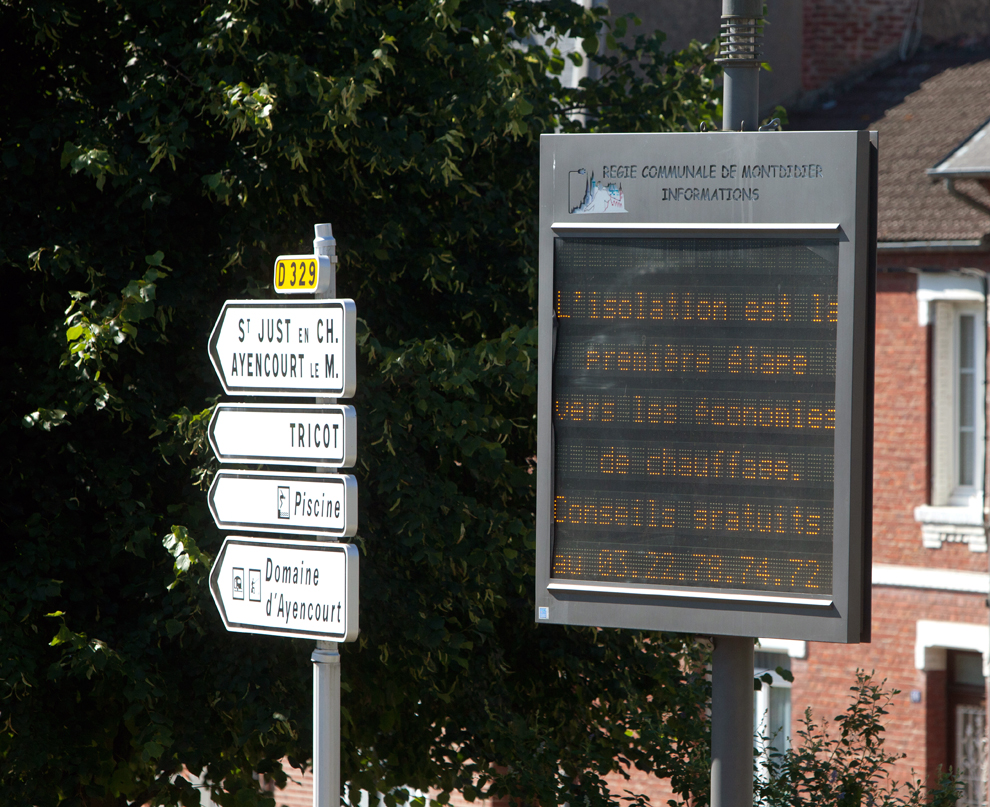 D 329
ST JUST EN CH.
AYENCOURT LE M.
TRICOT
Piscine
Domaine
d'Ayencourt
REGIE COMMUNALE DE MONTDIDIER
INFORMATIONS
L'isolation est la
première étape
vers les économies
de chauffage.
Conseils gratuits
au 03.22.78.74.72